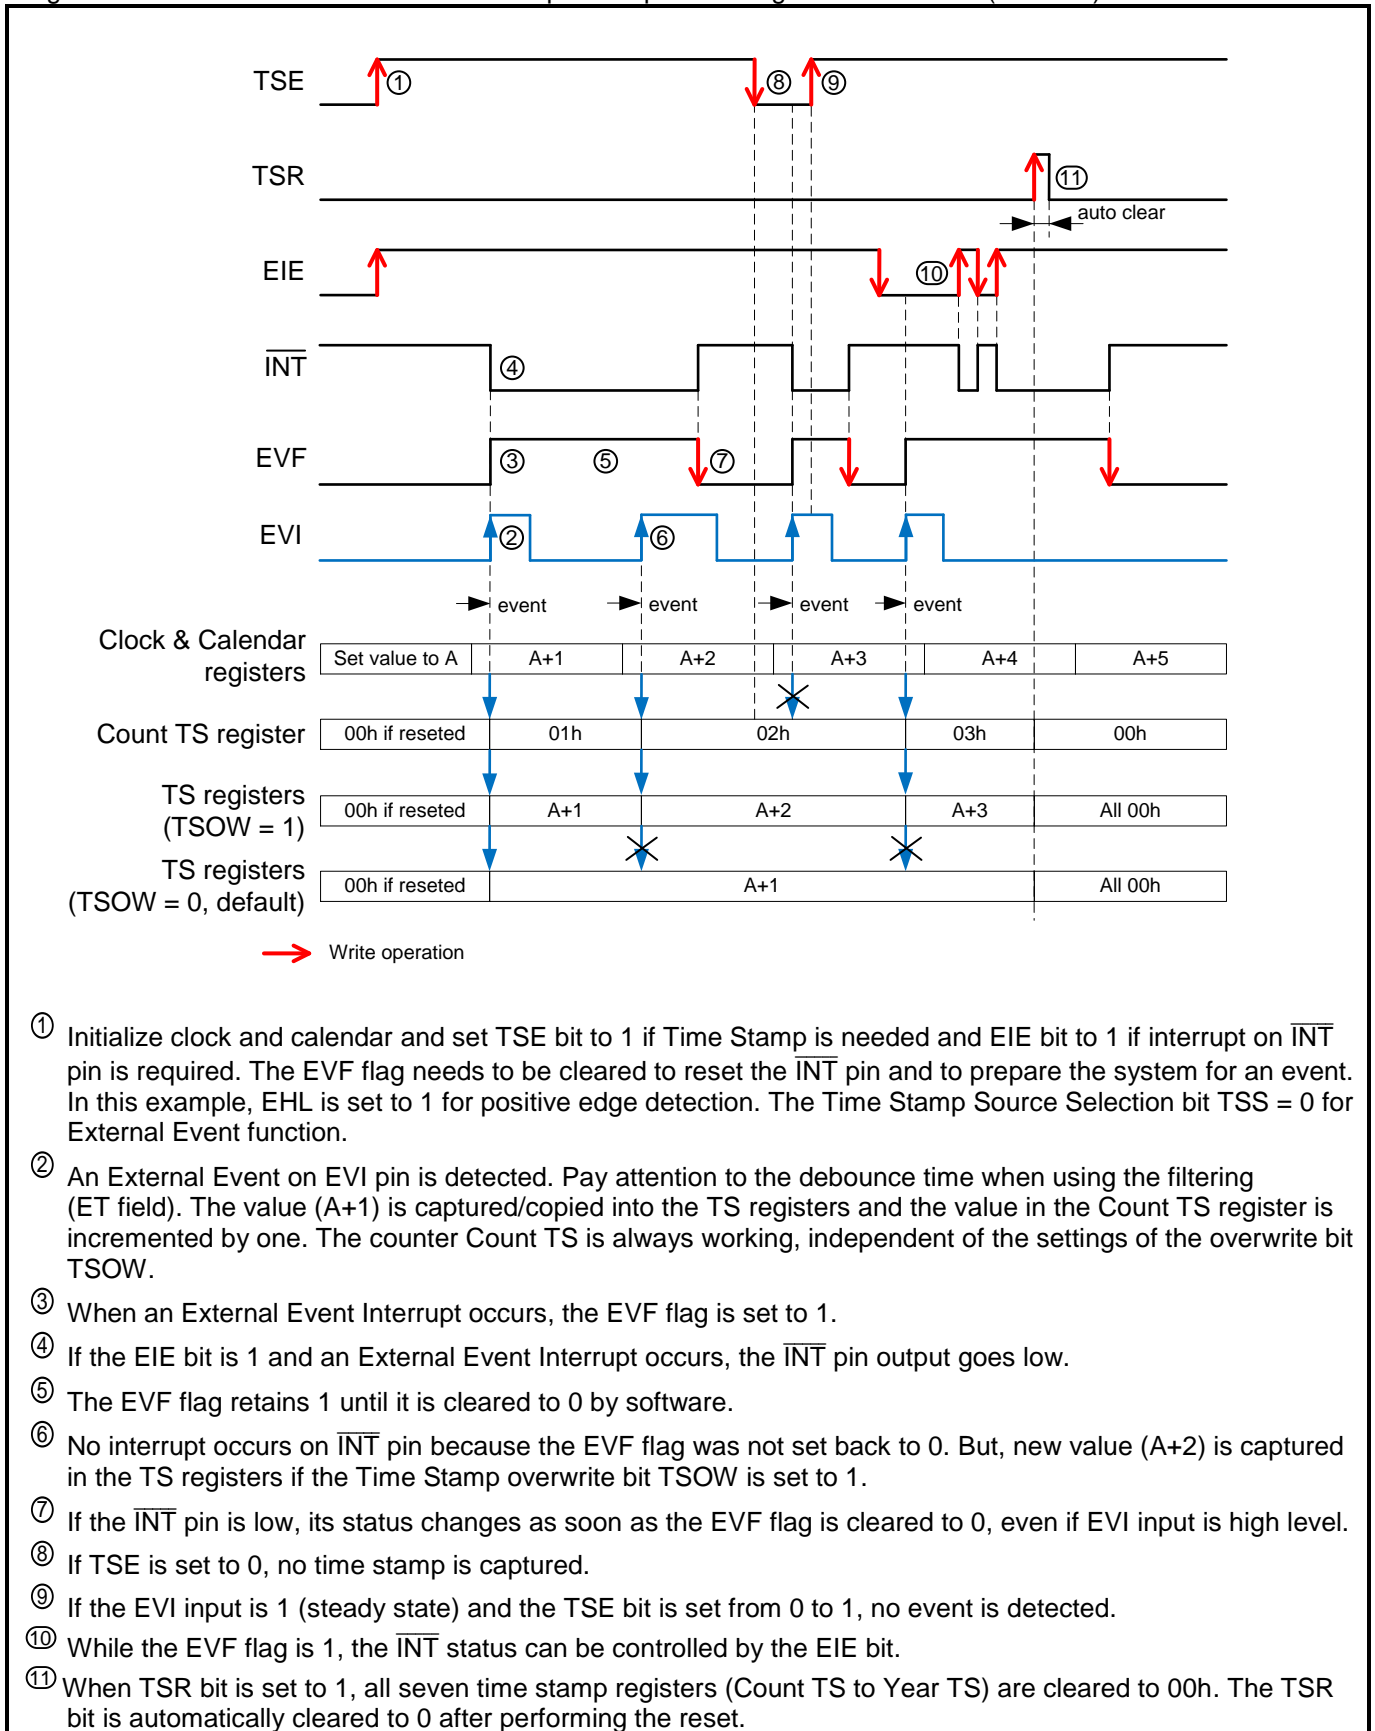 TSE
①
⑧
⑨
TSR
⑪
auto clear
EIE
⑩
INT
④
EVF
③
⑤
⑦
EVI
②
⑥
event
event
event
event
Clock & Calendar
registers
Set value to A
A+1
A+2
A+3
A+4
A+5
Count TS register
00h if reseted
01h
02h
03h
00h
TS registers
(TSOW = 1)
00h if reseted
A+1
A+2
A+3
All 00h
TS registers
(TSOW = 0, default)
00h if reseted
A+1
All 00h
Write operation
① Initialize clock and calendar and set TSE bit to 1 if Time Stamp is needed and EIE bit to 1 if interrupt on INT
pin is required. The EVF flag needs to be cleared to reset the INT pin and to prepare the system for an event.
In this example, EHL is set to 1 for positive edge detection. The Time Stamp Source Selection bit TSS = 0 for
External Event function.
② An External Event on EVI pin is detected. Pay attention to the debounce time when using the filtering
(ET field). The value (A+1) is captured/copied into the TS registers and the value in the Count TS register is
incremented by one. The counter Count TS is always working, independent of the settings of the overwrite bit
TSOW.
③ When an External Event Interrupt occurs, the EVF flag is set to 1.
④ If the EIE bit is 1 and an External Event Interrupt occurs, the INT pin output goes low.
⑤ The EVF flag retains 1 until it is cleared to 0 by software.
⑥ No interrupt occurs on INT pin because the EVF flag was not set back to 0. But, new value (A+2) is captured
in the TS registers if the Time Stamp overwrite bit TSOW is set to 1.
⑦ If the INT pin is low, its status changes as soon as the EVF flag is cleared to 0, even if EVI input is high level.
⑧ If TSE is set to 0, no time stamp is captured.
⑨ If the EVI input is 1 (steady state) and the TSE bit is set from 0 to 1, no event is detected.
⑩ While the EVF flag is 1, the INT status can be controlled by the EIE bit.
⑪ When TSR bit is set to 1, all seven time stamp registers (Count TS to Year TS) are cleared to 00h. The TSR
bit is automatically cleared to 0 after performing the reset.